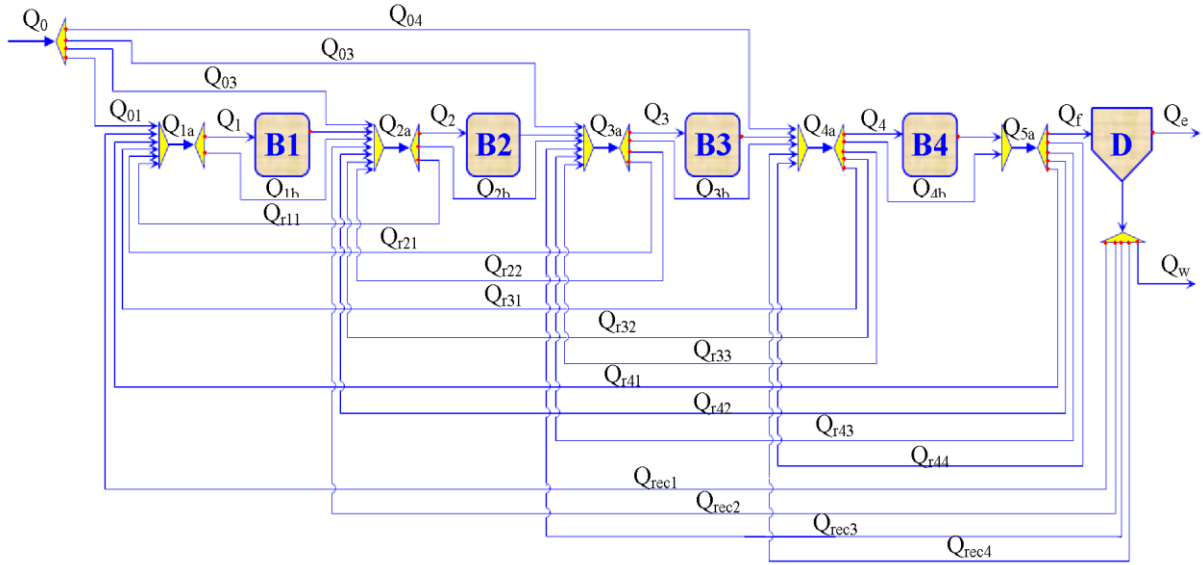 Q0
Q04
Q03
Q03
Q01
Q1a
Q1
B1
Q2a
Q2
B2
Q3a
Q3
B3
Q4a
Q4
B4
Q5a
Qf
D
Qe
Q1b
Q2b
Q3b
Q4b
Qr11
Qr21
Qr22
Qw
Qr31
Qr32
Qr33
Qr41
Qr42
Qr43
Qr44
Qrec1
Qrec2
Qrec3
Qrec4